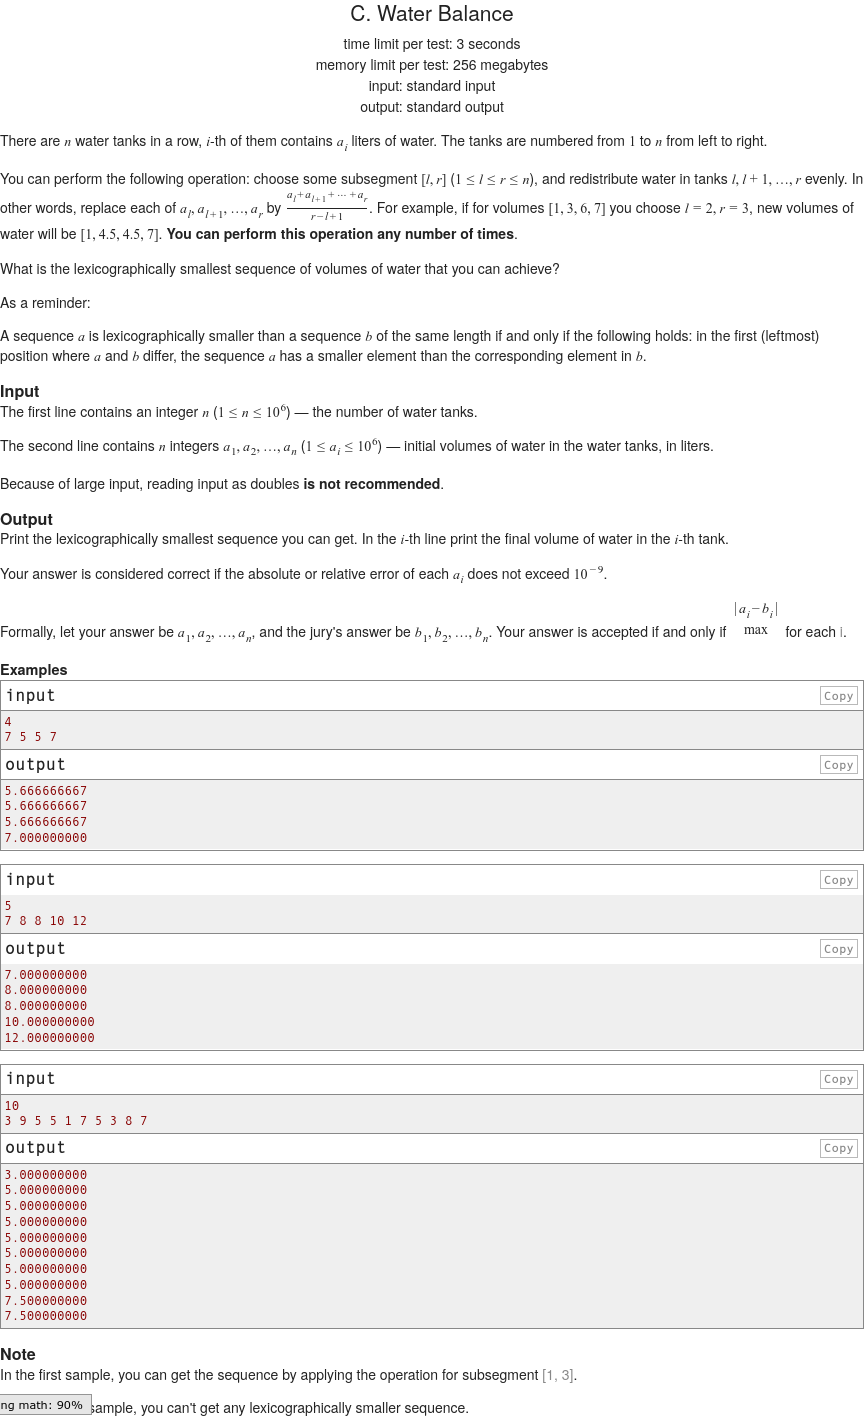 C. Water Balance
time limit per test: 3 seconds
memory limit per test: 256 megabytes
input: standard input
output: standard output
There are n water tanks in a row, i-th of them contains a_i liters of water. The tanks are numbered from 1 to n from left to right.
You can perform the following operation: choose some subsegment [l, r] (1 ≤ l ≤ r ≤ n), and redistribute water in tanks l, l + 1, …, r evenly. In
other words, replace each of a_l, a_{l+1}, …, a_r by \frac{a_l+a_{l+1}+⋯+a_r}{r−l+1}. For example, if for volumes [1, 3, 6, 7] you choose l = 2, r = 3, new volumes of
water will be [1, 4.5, 4.5, 7]. You can perform this operation any number of times.
What is the lexicographically smallest sequence of volumes of water that you can achieve?
As a reminder:
A sequence a is lexicographically smaller than a sequence b of the same length if and only if the following holds: in the first (leftmost)
position where a and b differ, the sequence a has a smaller element than the corresponding element in b.
Input
The first line contains an integer n (1 ≤ n ≤ 10^6) — the number of water tanks.
The second line contains n integers a_1, a_2, …, a_n (1 ≤ a_i ≤ 10^6) — initial volumes of water in the water tanks, in liters.
Because of large input, reading input as doubles is not recommended.
Output
Print the lexicographically smallest sequence you can get. In the i-th line print the final volume of water in the i-th tank.
Your answer is considered correct if the absolute or relative error of each a_i does not exceed 10^{−9}.
Formally, let your answer be a_1, a_2, …, a_n, and the jury's answer be b_1, b_2, …, b_n. Your answer is accepted if and only if \frac{|a_i−b_i|}{max} for each i.
Examples
input
Copy
4
7 5 5 7
output
Copy
5.666666667
5.666666667
5.666666667
7.000000000
input
Copy
5
7 8 8 10 12
output
Copy
7.000000000
8.000000000
8.000000000
10.000000000
12.000000000
input
Copy
10
3 9 5 5 1 7 5 3 8 7
output
Copy
3.000000000
5.000000000
5.000000000
5.000000000
5.000000000
5.000000000
5.000000000
5.000000000
7.500000000
7.500000000
Note
In the first sample, you can get the sequence by applying the operation for subsegment [1, 3].
ng math: 90% sample, you can't get any lexicographically smaller sequence.